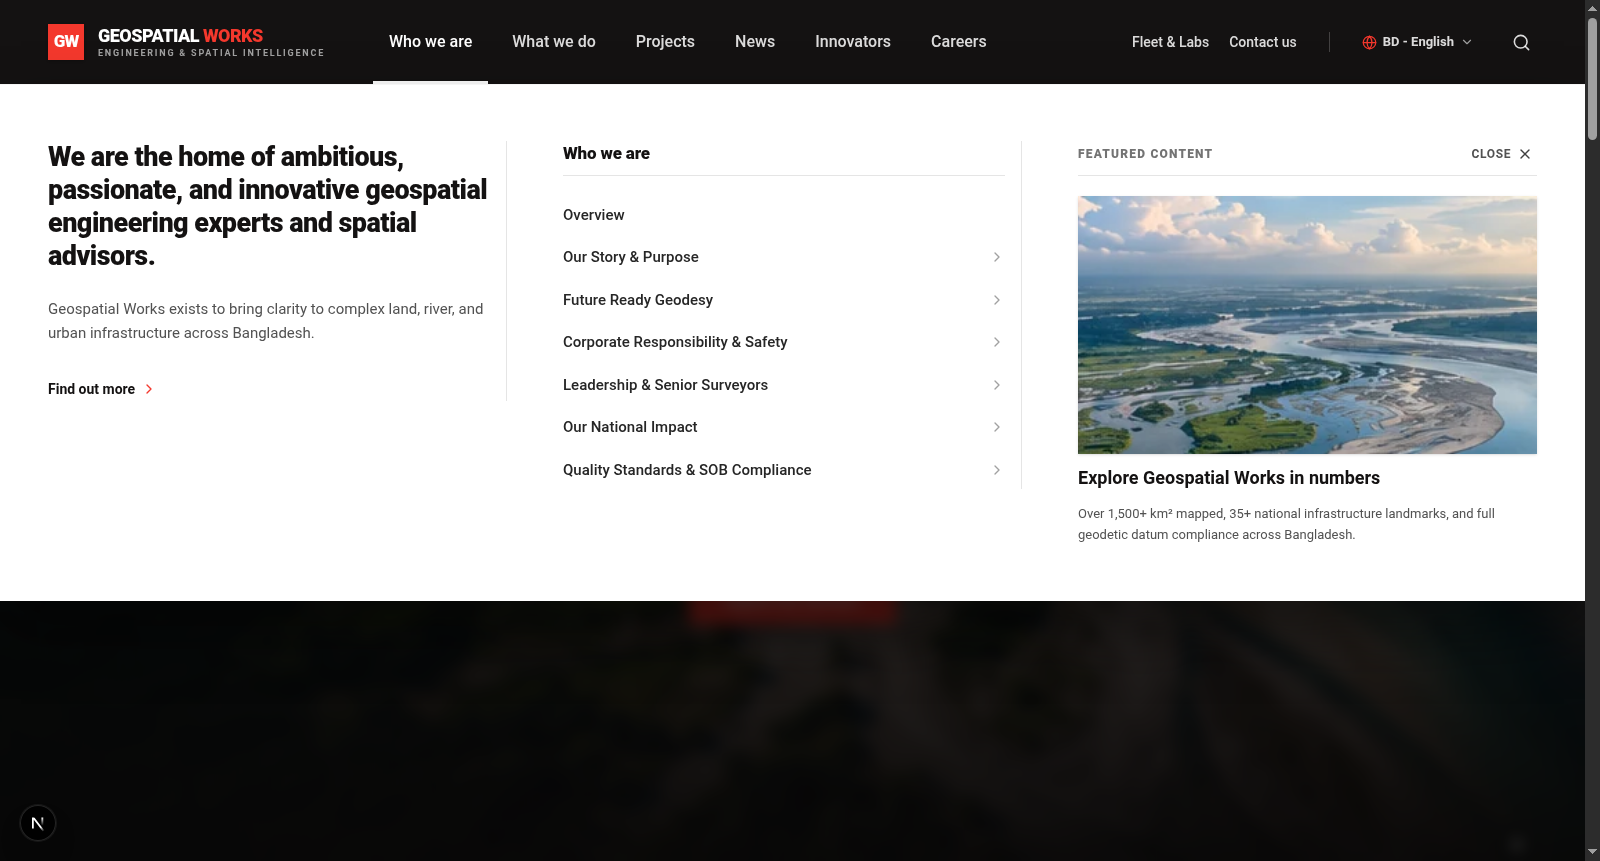 GW
GEOSPATIAL WORKS
ENGINEERING & SPATIAL INTELLIGENCE
Who we are
What we do
Projects
News
Innovators
Careers
Fleet & Labs
Contact us
BD - English
We are the home of ambitious,
passionate, and innovative geospatial
engineering experts and spatial
advisors.
Geospatial Works exists to bring clarity to complex land, river, and
urban infrastructure across Bangladesh.
Find out more
Who we are
Overview
Our Story & Purpose
Future Ready Geodesy
Corporate Responsibility & Safety
Leadership & Senior Surveyors
Our National Impact
Quality Standards & SOB Compliance
FEATURED CONTENT
CLOSE
Explore Geospatial Works in numbers
Over 1,500+ km² mapped, 35+ national infrastructure landmarks, and full
geodetic datum compliance across Bangladesh.
N